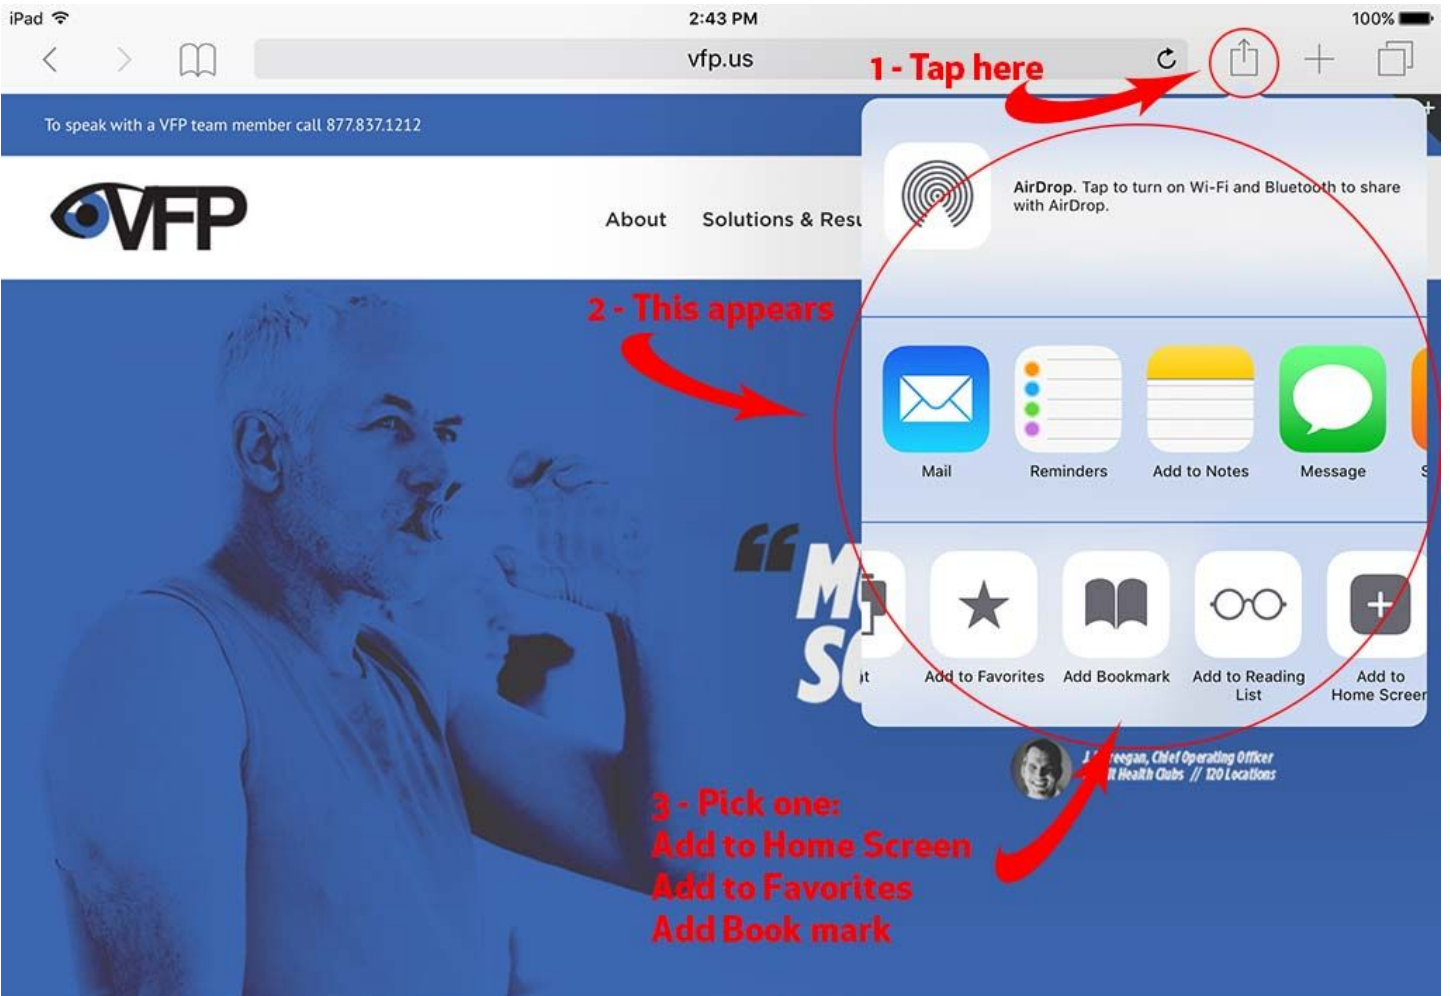 iPad 2:43 PM 100%
vfp.us
1 - Tap here
To speak with a VFP team member call 877.837.1212
VFP
About Solutions &
AirDrop. Tap to turn on Wi-Fi and Bluetooth to share
with AirDrop.
2 - This appears
Mail Reminders Add to Notes Message
“
Add to Favorites Add Bookmark Add to Reading
List
Add to
Home Screen
Chief Operating Officer
Health Clubs // 120 Locations
3 - Pick one:
Add to Home Screen
Add to Favorites
Add Book mark